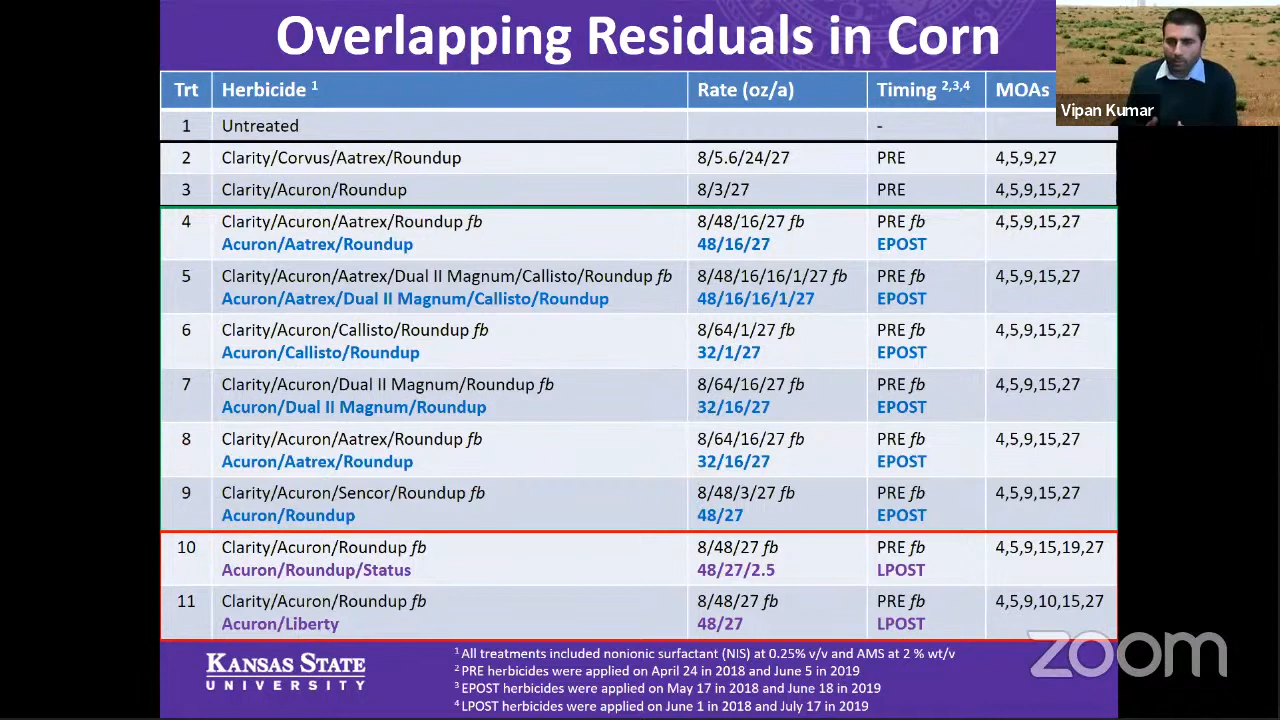 Overlapping Residuals in Corn
Trt Herbicide 1 Rate (oz/a) Timing 2,3,4 MOAs
Vipan Kumar
1 Untreated -
2 Clarity/Corvus/Aatrex/Roundup 8/5.6/24/27 PRE 4,5,9,27
3 Clarity/Acuron/Roundup 8/3/27 PRE 4,5,9,15,27
4 Clarity/Acuron/Aatrex/Roundup fb 8/48/16/27 fb PRE fb 4,5,9,15,27
Acuron/Aatrex/Roundup 48/16/27 EPOST
5 Clarity/Acuron/Aatrex/Dual II Magnum/Callisto/Roundup fb 8/48/16/16/1/27 fb PRE fb 4,5,9,15,27
Acuron/Aatrex/Dual II Magnum/Callisto/Roundup 48/16/16/1/27 EPOST
6 Clarity/Acuron/Callisto/Roundup fb 8/64/1/27 fb PRE fb 4,5,9,15,27
Acuron/Callisto/Roundup 32/1/27 EPOST
7 Clarity/Acuron/Dual II Magnum/Roundup fb 8/64/16/27 fb PRE fb 4,5,9,15,27
Acuron/Dual II Magnum/Roundup 32/16/27 EPOST
8 Clarity/Acuron/Aatrex/Roundup fb 8/64/16/27 fb PRE fb 4,5,9,15,27
Acuron/Aatrex/Roundup 32/16/27 EPOST
9 Clarity/Acuron/Sencor/Roundup fb 8/48/3/27 fb PRE fb 4,5,9,15,27
Acuron/Roundup 48/27 EPOST
10 Clarity/Acuron/Roundup fb 8/48/27 fb PRE fb 4,5,9,15,19,27
Acuron/Roundup/Status 48/27/2.5 LPOST
11 Clarity/Acuron/Roundup fb 8/48/27 fb PRE fb 4,5,9,10,15,27
Acuron/Liberty 48/27 LPOST
KANSAS STATE
UNIVERSITY
1 All treatments included nonionic surfactant (NIS) at 0.25% v/v and AMS at 2 % wt/v
2 PRE herbicides were applied on April 24 in 2018 and June 5 in 2019
3 EPOST herbicides were applied on May 17 in 2018 and June 18 in 2019
4 LPOST herbicides were applied on June 1 in 2018 and July 17 in 2019
zoom